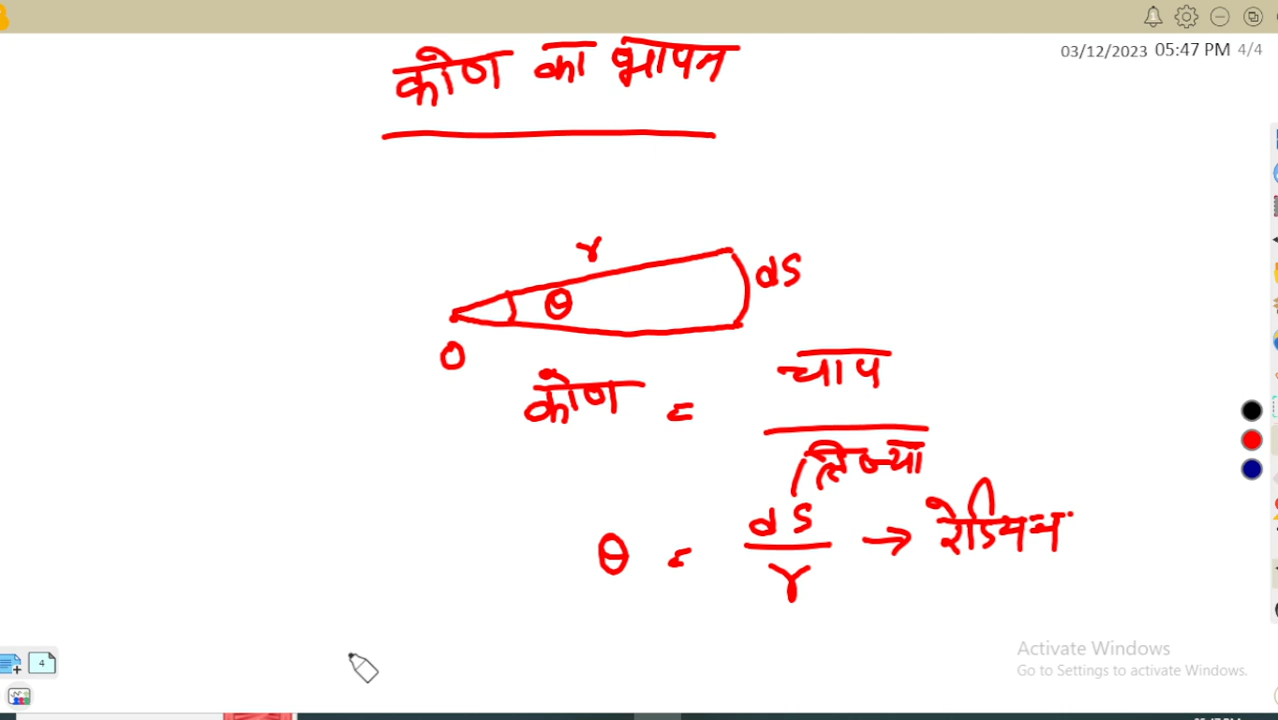 03/12/2023 05:47 PM 4/4
कोण का मापन
r
θ
ds
O
कोण = चाप
त्रिज्या
θ = ds → रेडियन
r
4
Activate Windows
Go to Settings to activate Windows.